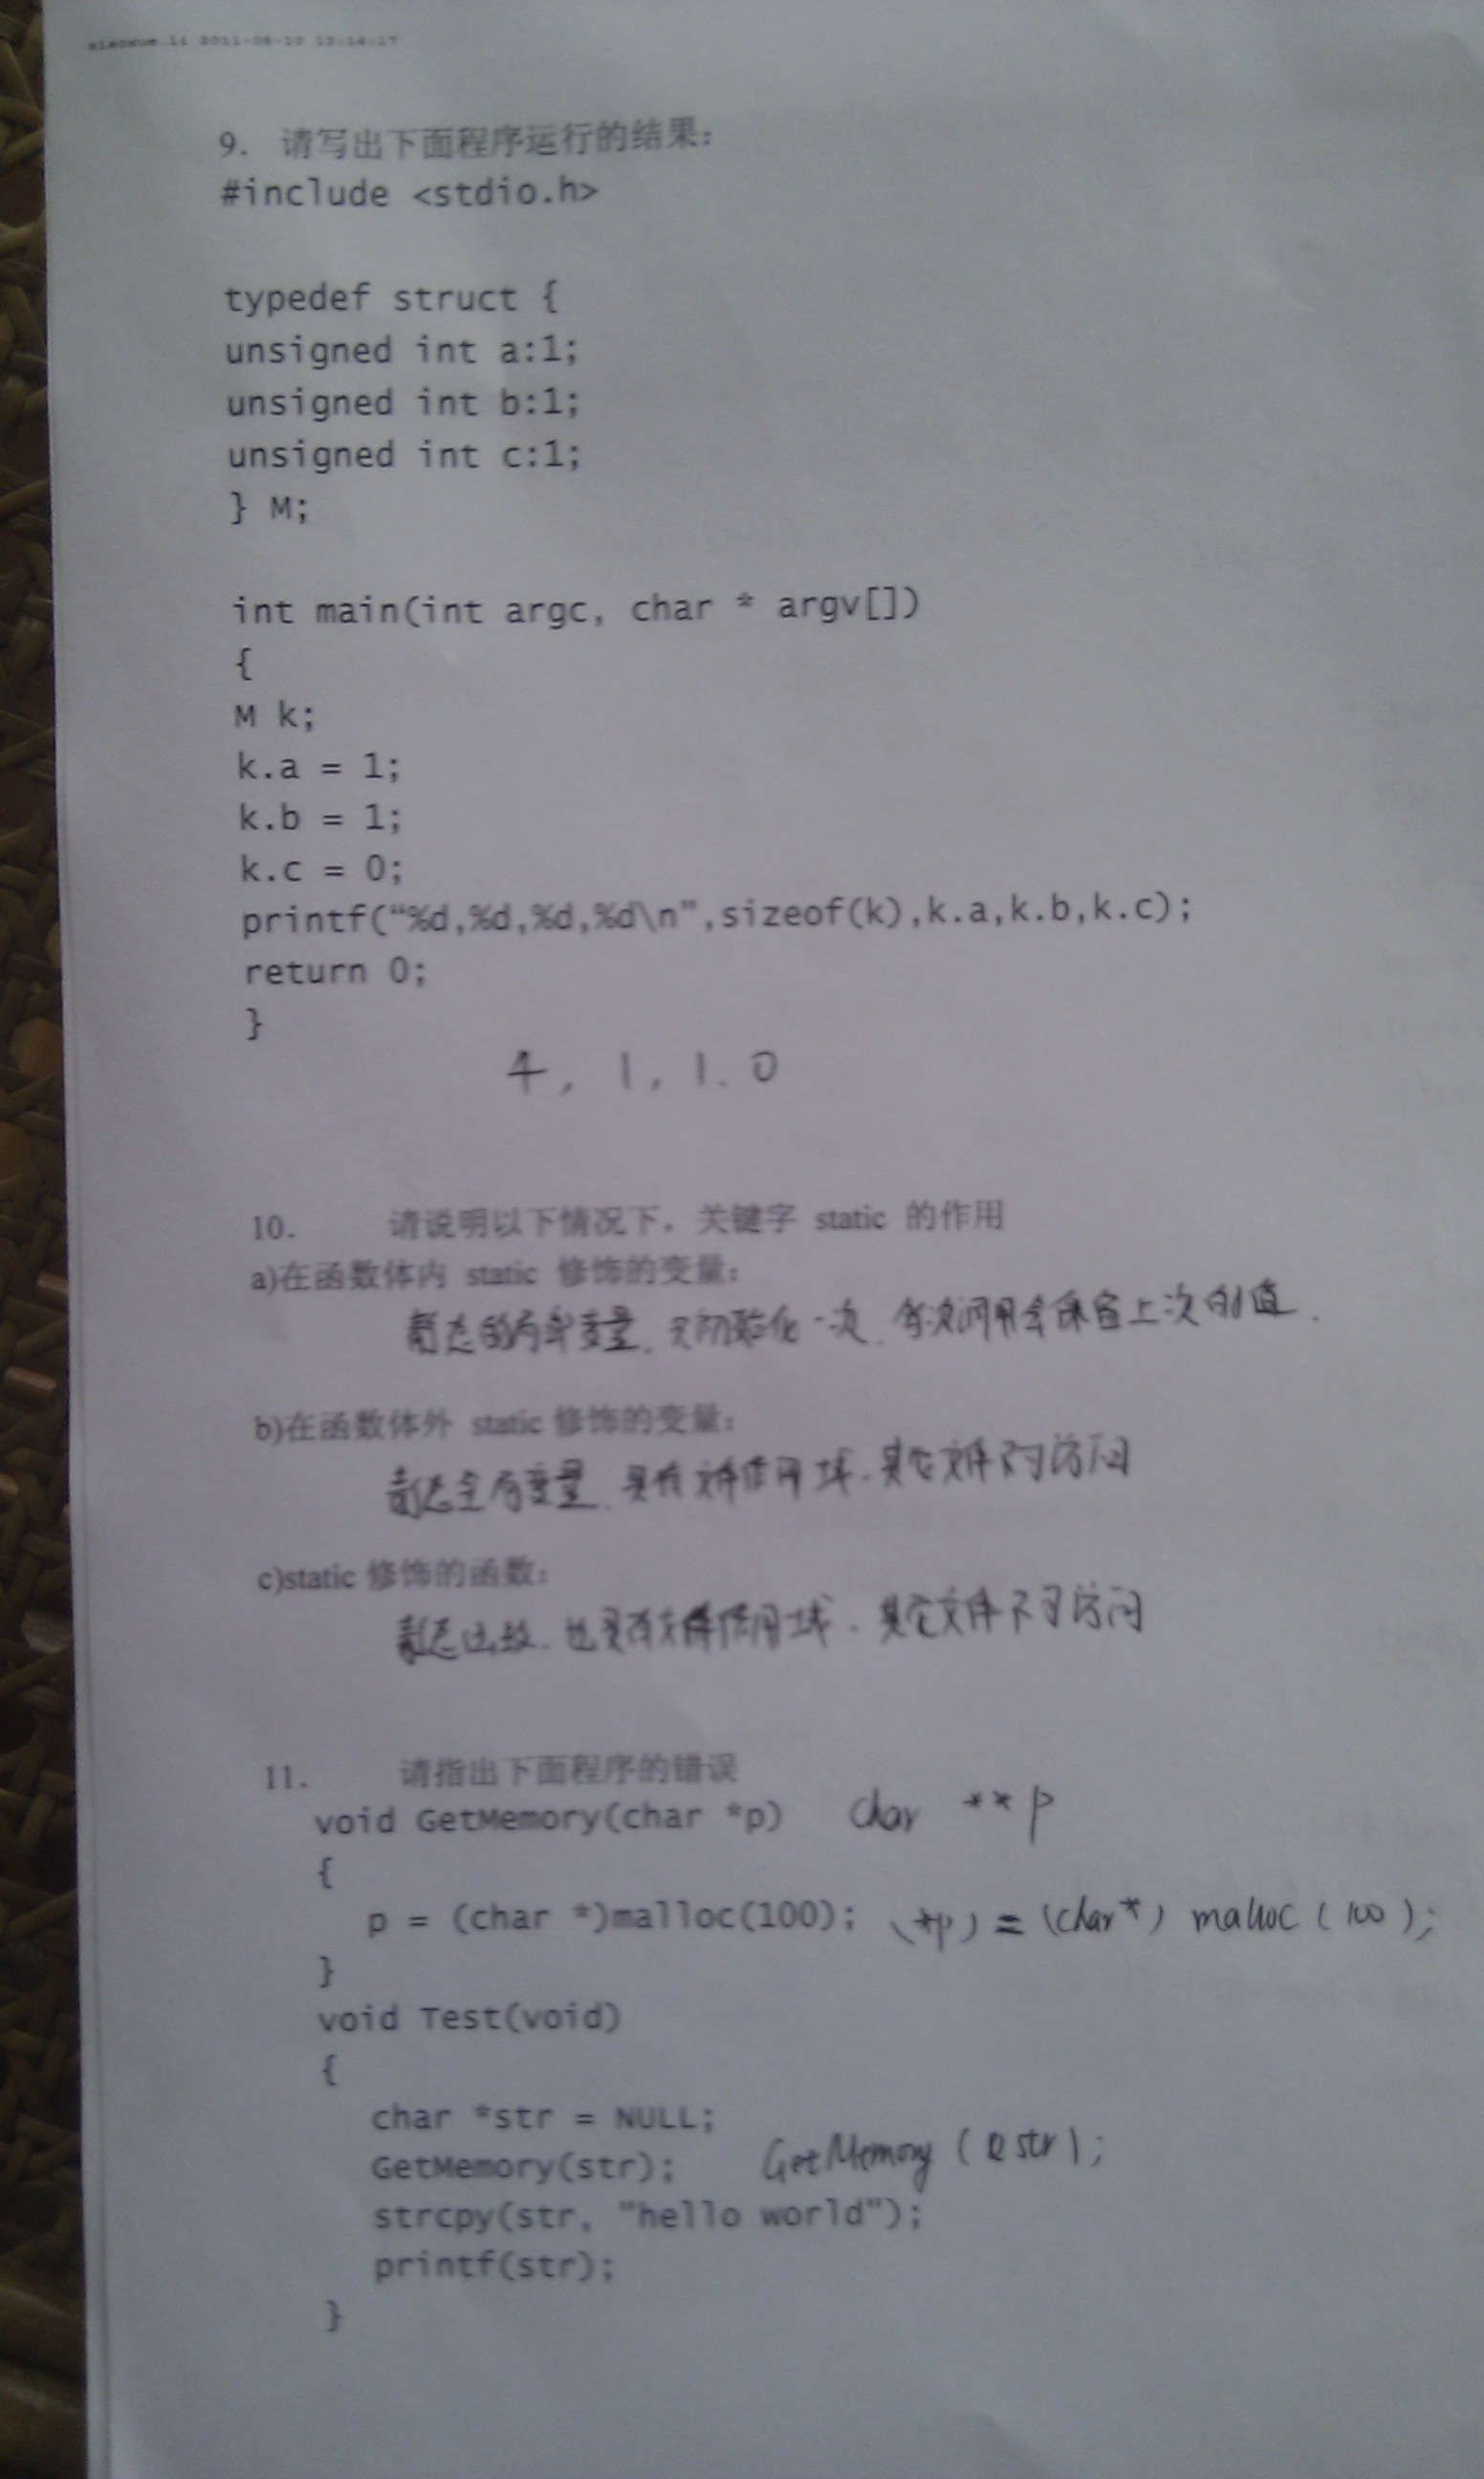 xiaoxue.li 2011-06-10 13:14:17
9. 请写出下面程序运行的结果:
#include <stdio.h>
typedef struct {
unsigned int a:1;
unsigned int b:1;
unsigned int c:1;
} M;
int main(int argc, char * argv[])
{
M k;
k.a = 1;
k.b = 1;
k.c = 0;
printf(“%d,%d,%d,%d\n”,sizeof(k),k.a,k.b,k.c);
return 0;
}
4, 1, 1. 0
10. 请说明以下情况下，关键字 static 的作用
a)在函数体内 static 修饰的变量:
静态的局部变量. 只初始化一次. 每次调用会保留上次的值.
b)在函数体外 static 修饰的变量:
静态全局变量. 具有文件作用域. 其它文件不可访问
c)static 修饰的函数:
静态函数. 也具有文件作用域. 其它文件不可访问
11. 请指出下面程序的错误
void GetMemory(char *p) char **p
{
p = (char *)malloc(100); (*p) = (char*) malloc (100);
}
void Test(void)
{
char *str = NULL;
GetMemory(str); GetMemory (&str);
strcpy(str, "hello world");
printf(str);
}